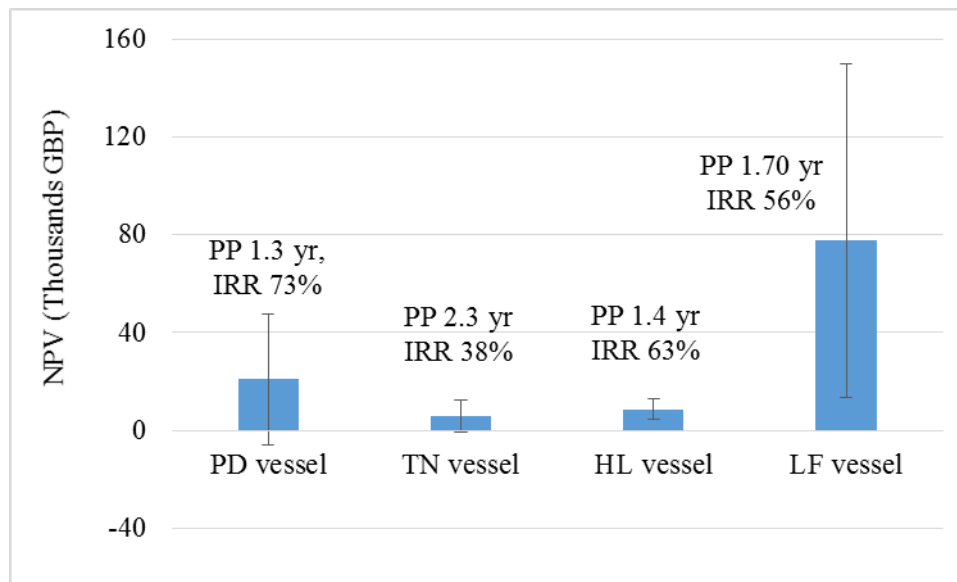 NPV (Thousands GBP)
160
120
80
40
0
-40
PP 1.3 yr,
IRR 73%
PP 2.3 yr
IRR 38%
PP 1.4 yr
IRR 63%
PP 1.70 yr
IRR 56%
PD vessel
TN vessel
HL vessel
LF vessel